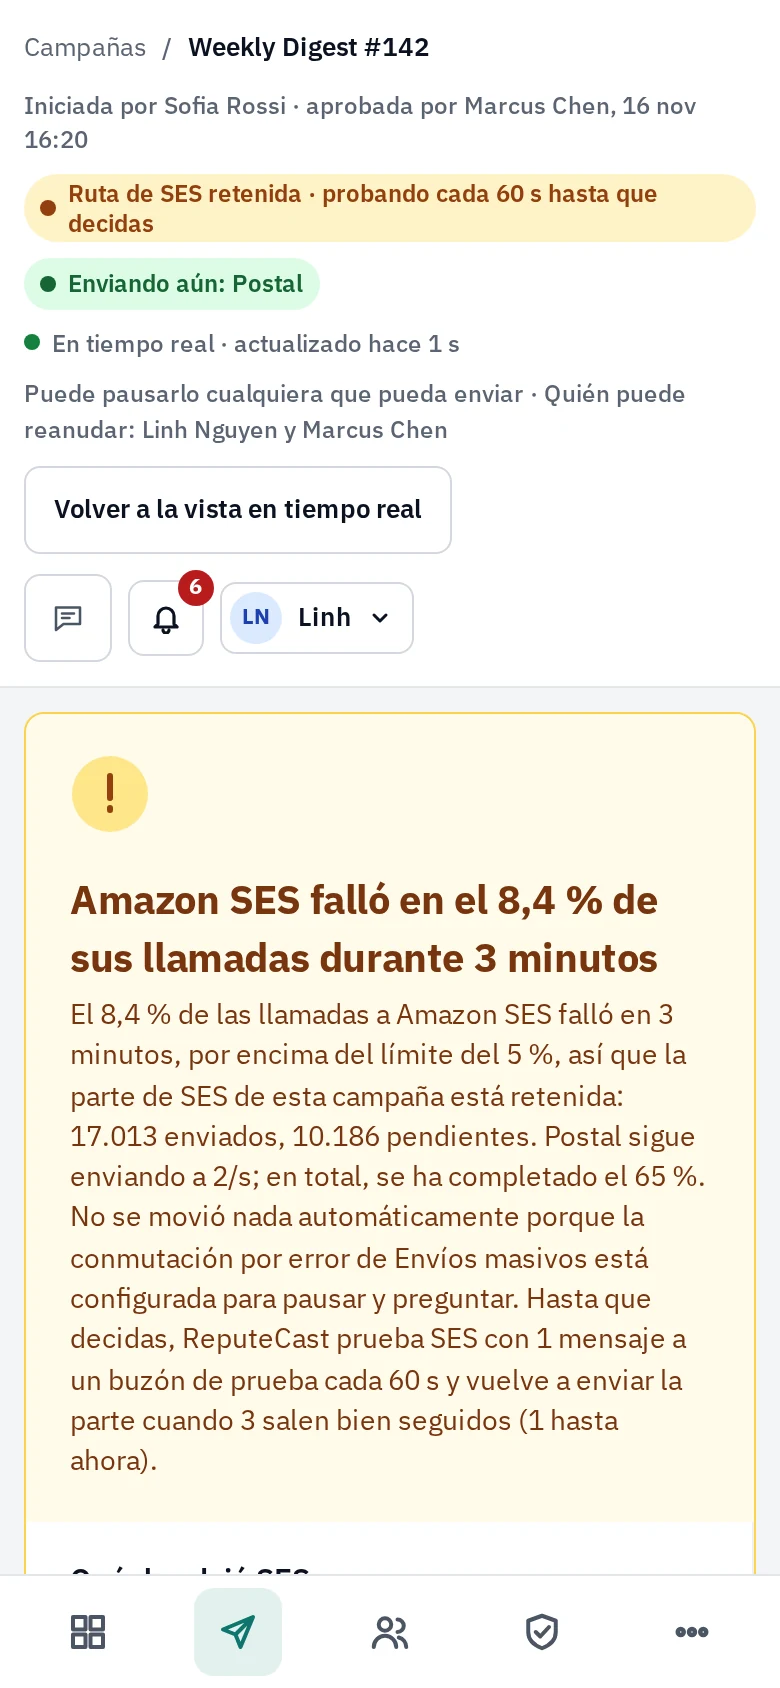 Campañas / Weekly Digest #142
Iniciada por Sofia Rossi · aprobada por Marcus Chen, 16 nov
16:20
Ruta de SES retenida · probando cada 60 s hasta que
decidas
Enviando aún: Postal
En tiempo real · actualizado hace 1 s
Puede pausarlo cualquiera que pueda enviar · Quién puede
reanudar: Linh Nguyen y Marcus Chen
Volver a la vista en tiempo real
6
LN Linh
Amazon SES falló en el 8,4 % de
sus llamadas durante 3 minutos
El 8,4 % de las llamadas a Amazon SES falló en 3
minutos, por encima del límite del 5 %, así que la
parte de SES de esta campaña está retenida:
17.013 enviados, 10.186 pendientes. Postal sigue
enviando a 2/s; en total, se ha completado el 65 %.
No se movió nada automáticamente porque la
conmutación por error de Envíos masivos está
configurada para pausar y preguntar. Hasta que
decidas, ReputeCast prueba SES con 1 mensaje a
un buzón de prueba cada 60 s y vuelve a enviar la
parte cuando 3 salen bien seguidos (1 hasta
ahora).